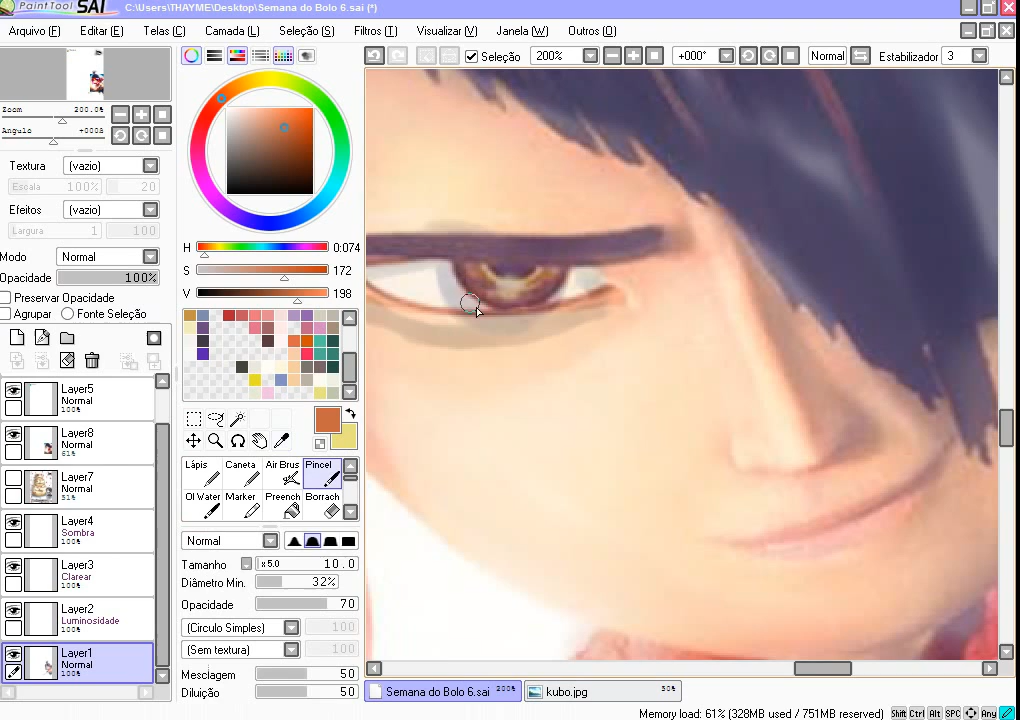 PaintTool SAI C:\Users\THAYME\Desktop\Semana do Bolo 6.sai (*)
Arquivo (F) Editar (E) Telas (C) Camada (L) Seleção (S) Filtros (T) Visualizar (V) Janela (W) Outros (O)
Seleção 200% +000° Normal Estabilizador 3
Zoom 200.0%
Angulo +000θ
Textura (vazio)
Escala 100% 20
Efeitos (vazio)
Largura 1 100
Modo Normal
Opacidade 100%
Preservar Opacidade
Agrupar Fonte Seleção
Layer5
Normal
100%
Layer8
Normal
61%
Layer7
Normal
51%
Layer4
Sombra
100%
Layer3
Clarear
100%
Layer2
Luminosidade
100%
Layer1
Normal
100%
H 0:074
S 172
V 198
Lápis Caneta Air Brus Pincel
Ol Water Marker Preench Borrach
Normal
Tamanho x 5.0 10.0
Diâmetro Min. 32%
Opacidade 70
(Circulo Simples) 100
(Sem textura) 100
Mesclagem 50
Diluição 50
Semana do Bolo 6.sai 200% kubo.jpg 50%
Memory load: 61% (328MB used / 751MB reserved) Shift Ctrl Alt SPC Any